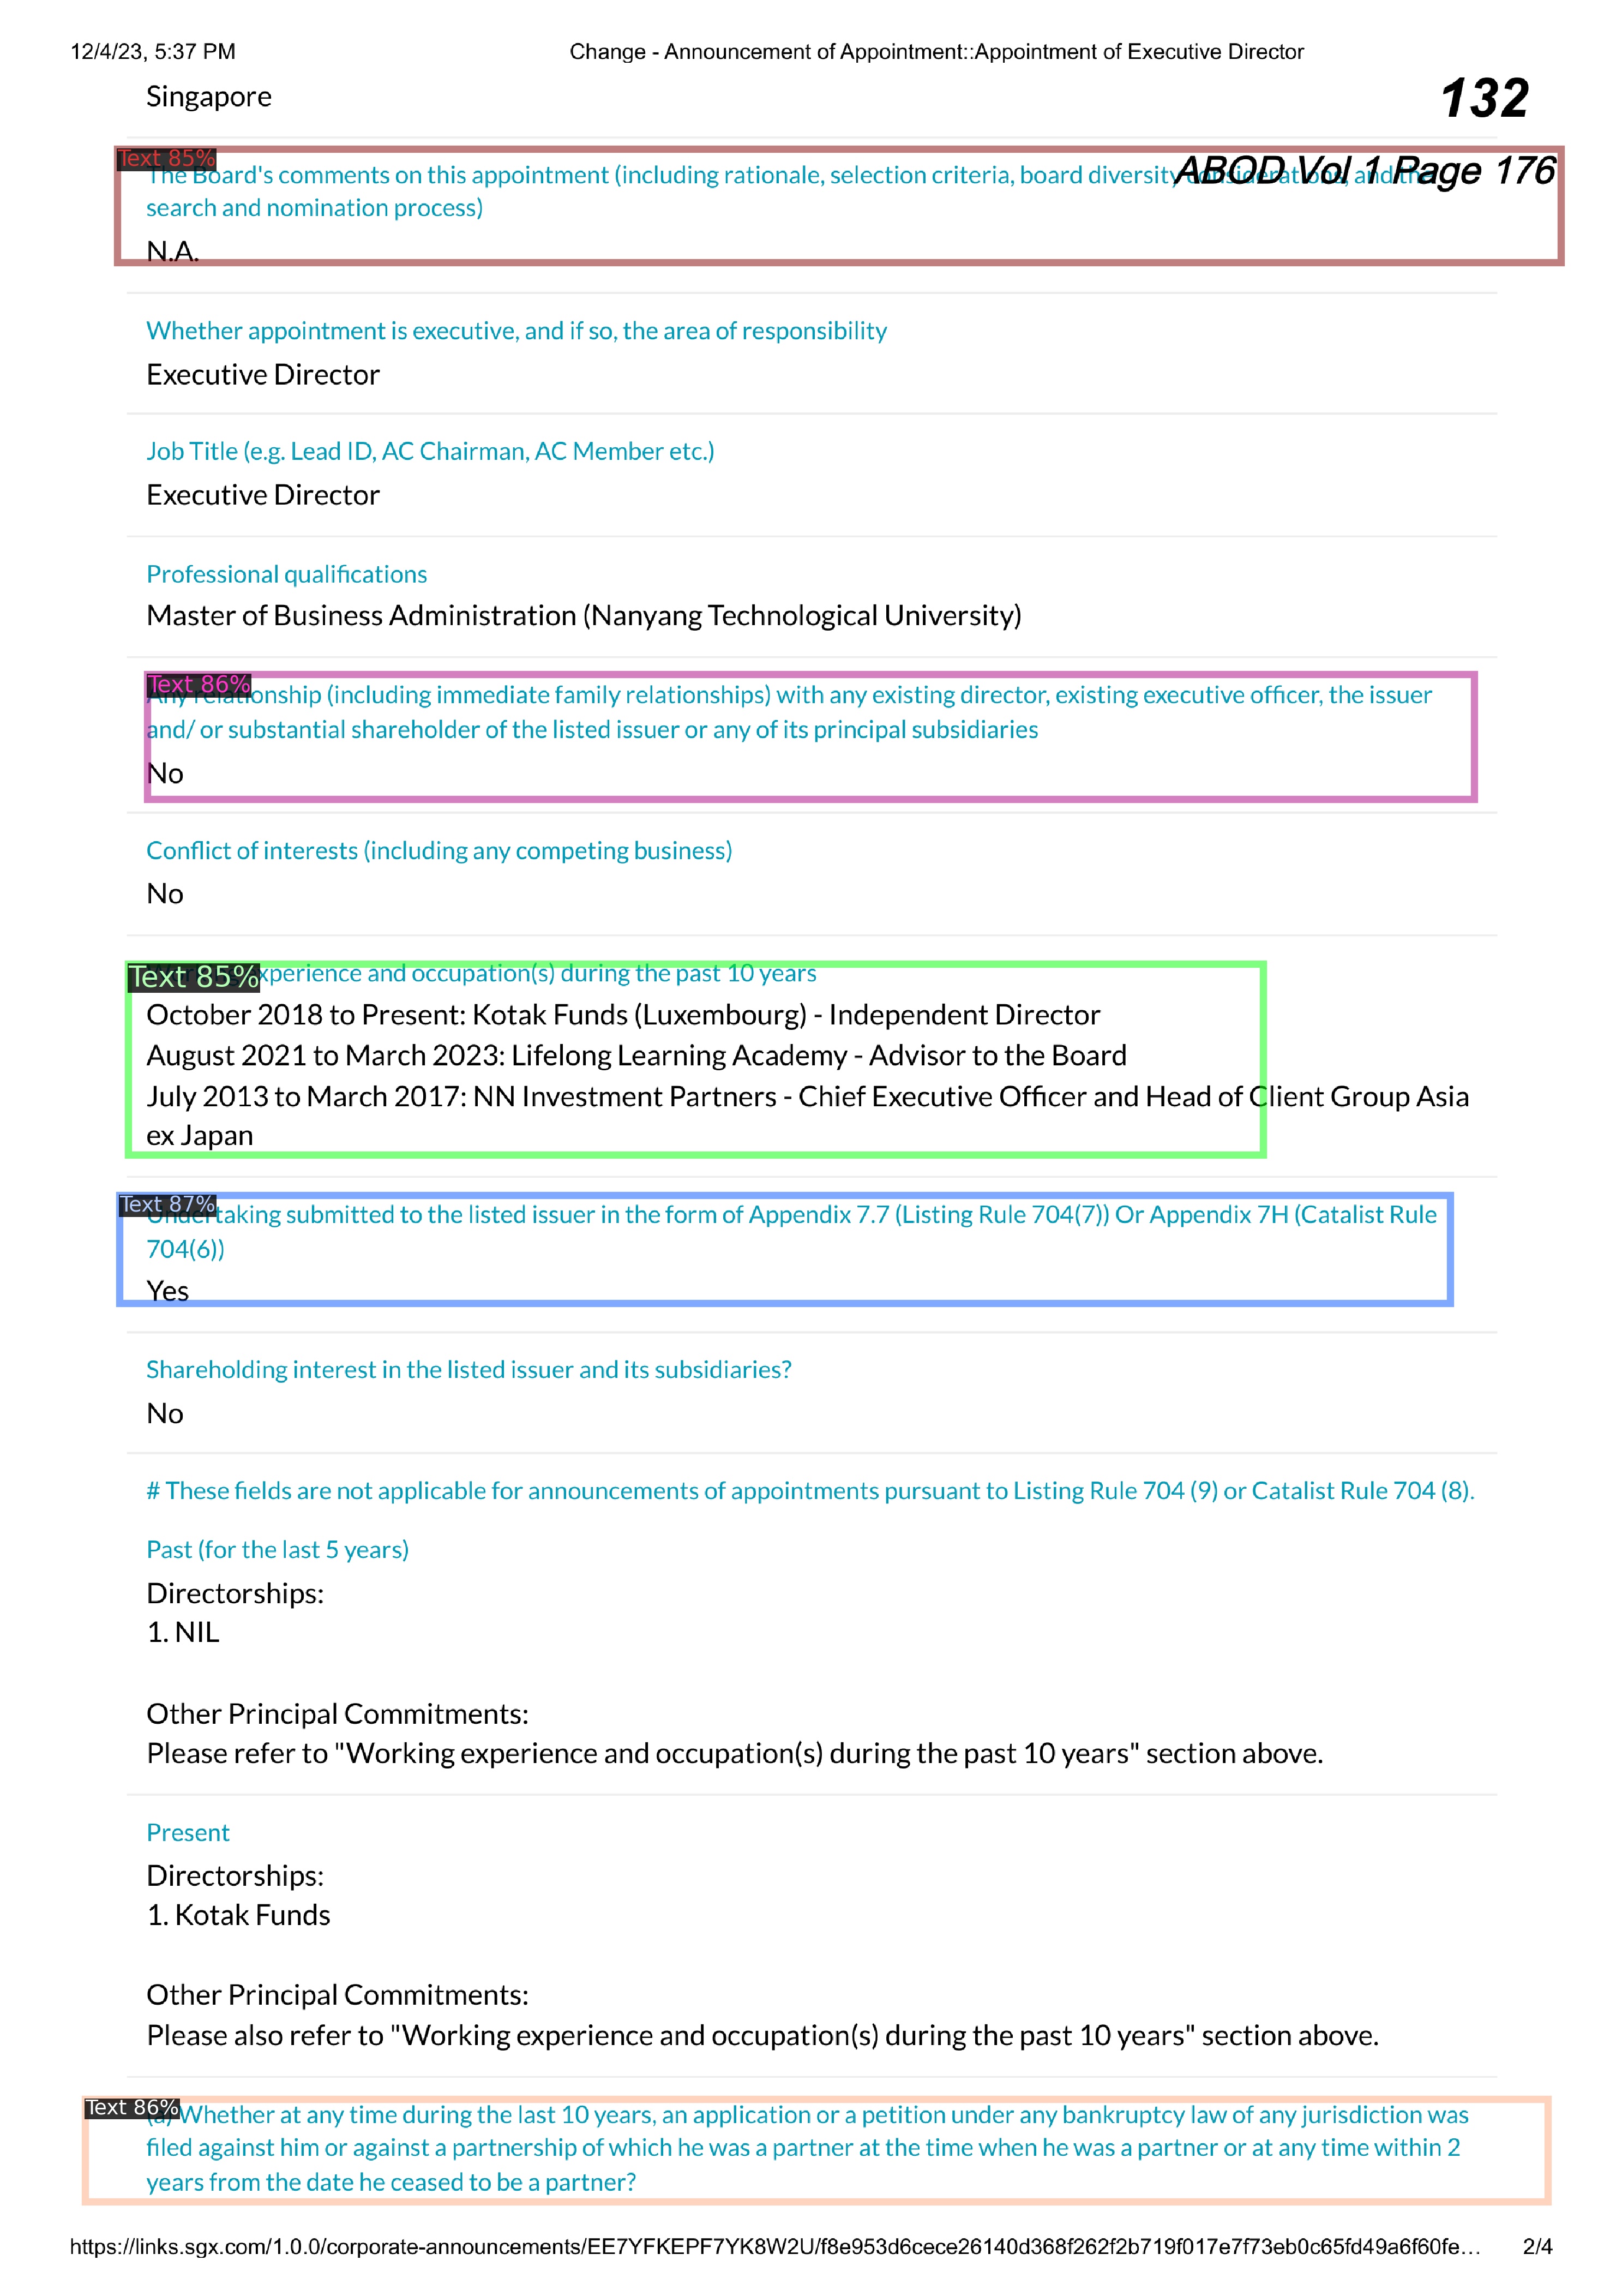 12/4/23, 5:37 PM Change - Announcement of Appointment::Appointment of Executive Director
Singapore
132
ABOD Vol 1 Page 176
Text 85%
The Board's comments on this appointment (including rationale, selection criteria, board diversity considerations, and the
search and nomination process)
N.A.
Whether appointment is executive, and if so, the area of responsibility
Executive Director
Job Title (e.g. Lead ID, AC Chairman, AC Member etc.)
Executive Director
Professional qualifications
Master of Business Administration (Nanyang Technological University)
Text 86%
Any relationship (including immediate family relationships) with any existing director, existing executive officer, the issuer
and/ or substantial shareholder of the listed issuer or any of its principal subsidiaries
No
Conflict of interests (including any competing business)
No
Text 85%
experience and occupation(s) during the past 10 years
October 2018 to Present: Kotak Funds (Luxembourg) - Independent Director
August 2021 to March 2023: Lifelong Learning Academy - Advisor to the Board
July 2013 to March 2017: NN Investment Partners - Chief Executive Officer and Head of Client Group Asia
ex Japan
Text 87%
Undertaking submitted to the listed issuer in the form of Appendix 7.7 (Listing Rule 704(7)) Or Appendix 7H (Catalist Rule
704(6))
Yes
Shareholding interest in the listed issuer and its subsidiaries?
No
# These fields are not applicable for announcements of appointments pursuant to Listing Rule 704 (9) or Catalist Rule 704 (8).
Past (for the last 5 years)
Directorships:
1. NIL
Other Principal Commitments:
Please refer to "Working experience and occupation(s) during the past 10 years" section above.
Present
Directorships:
1. Kotak Funds
Other Principal Commitments:
Please also refer to "Working experience and occupation(s) during the past 10 years" section above.
Text 86%
(a) Whether at any time during the last 10 years, an application or a petition under any bankruptcy law of any jurisdiction was
filed against him or against a partnership of which he was a partner at the time when he was a partner or at any time within 2
years from the date he ceased to be a partner?
https://links.sgx.com/1.0.0/corporate-announcements/EE7YFKEPF7YK8W2U/f8e953d6cece26140d368f262f2b719f017e7f73eb0c65fd49a6f60fe… 2/4